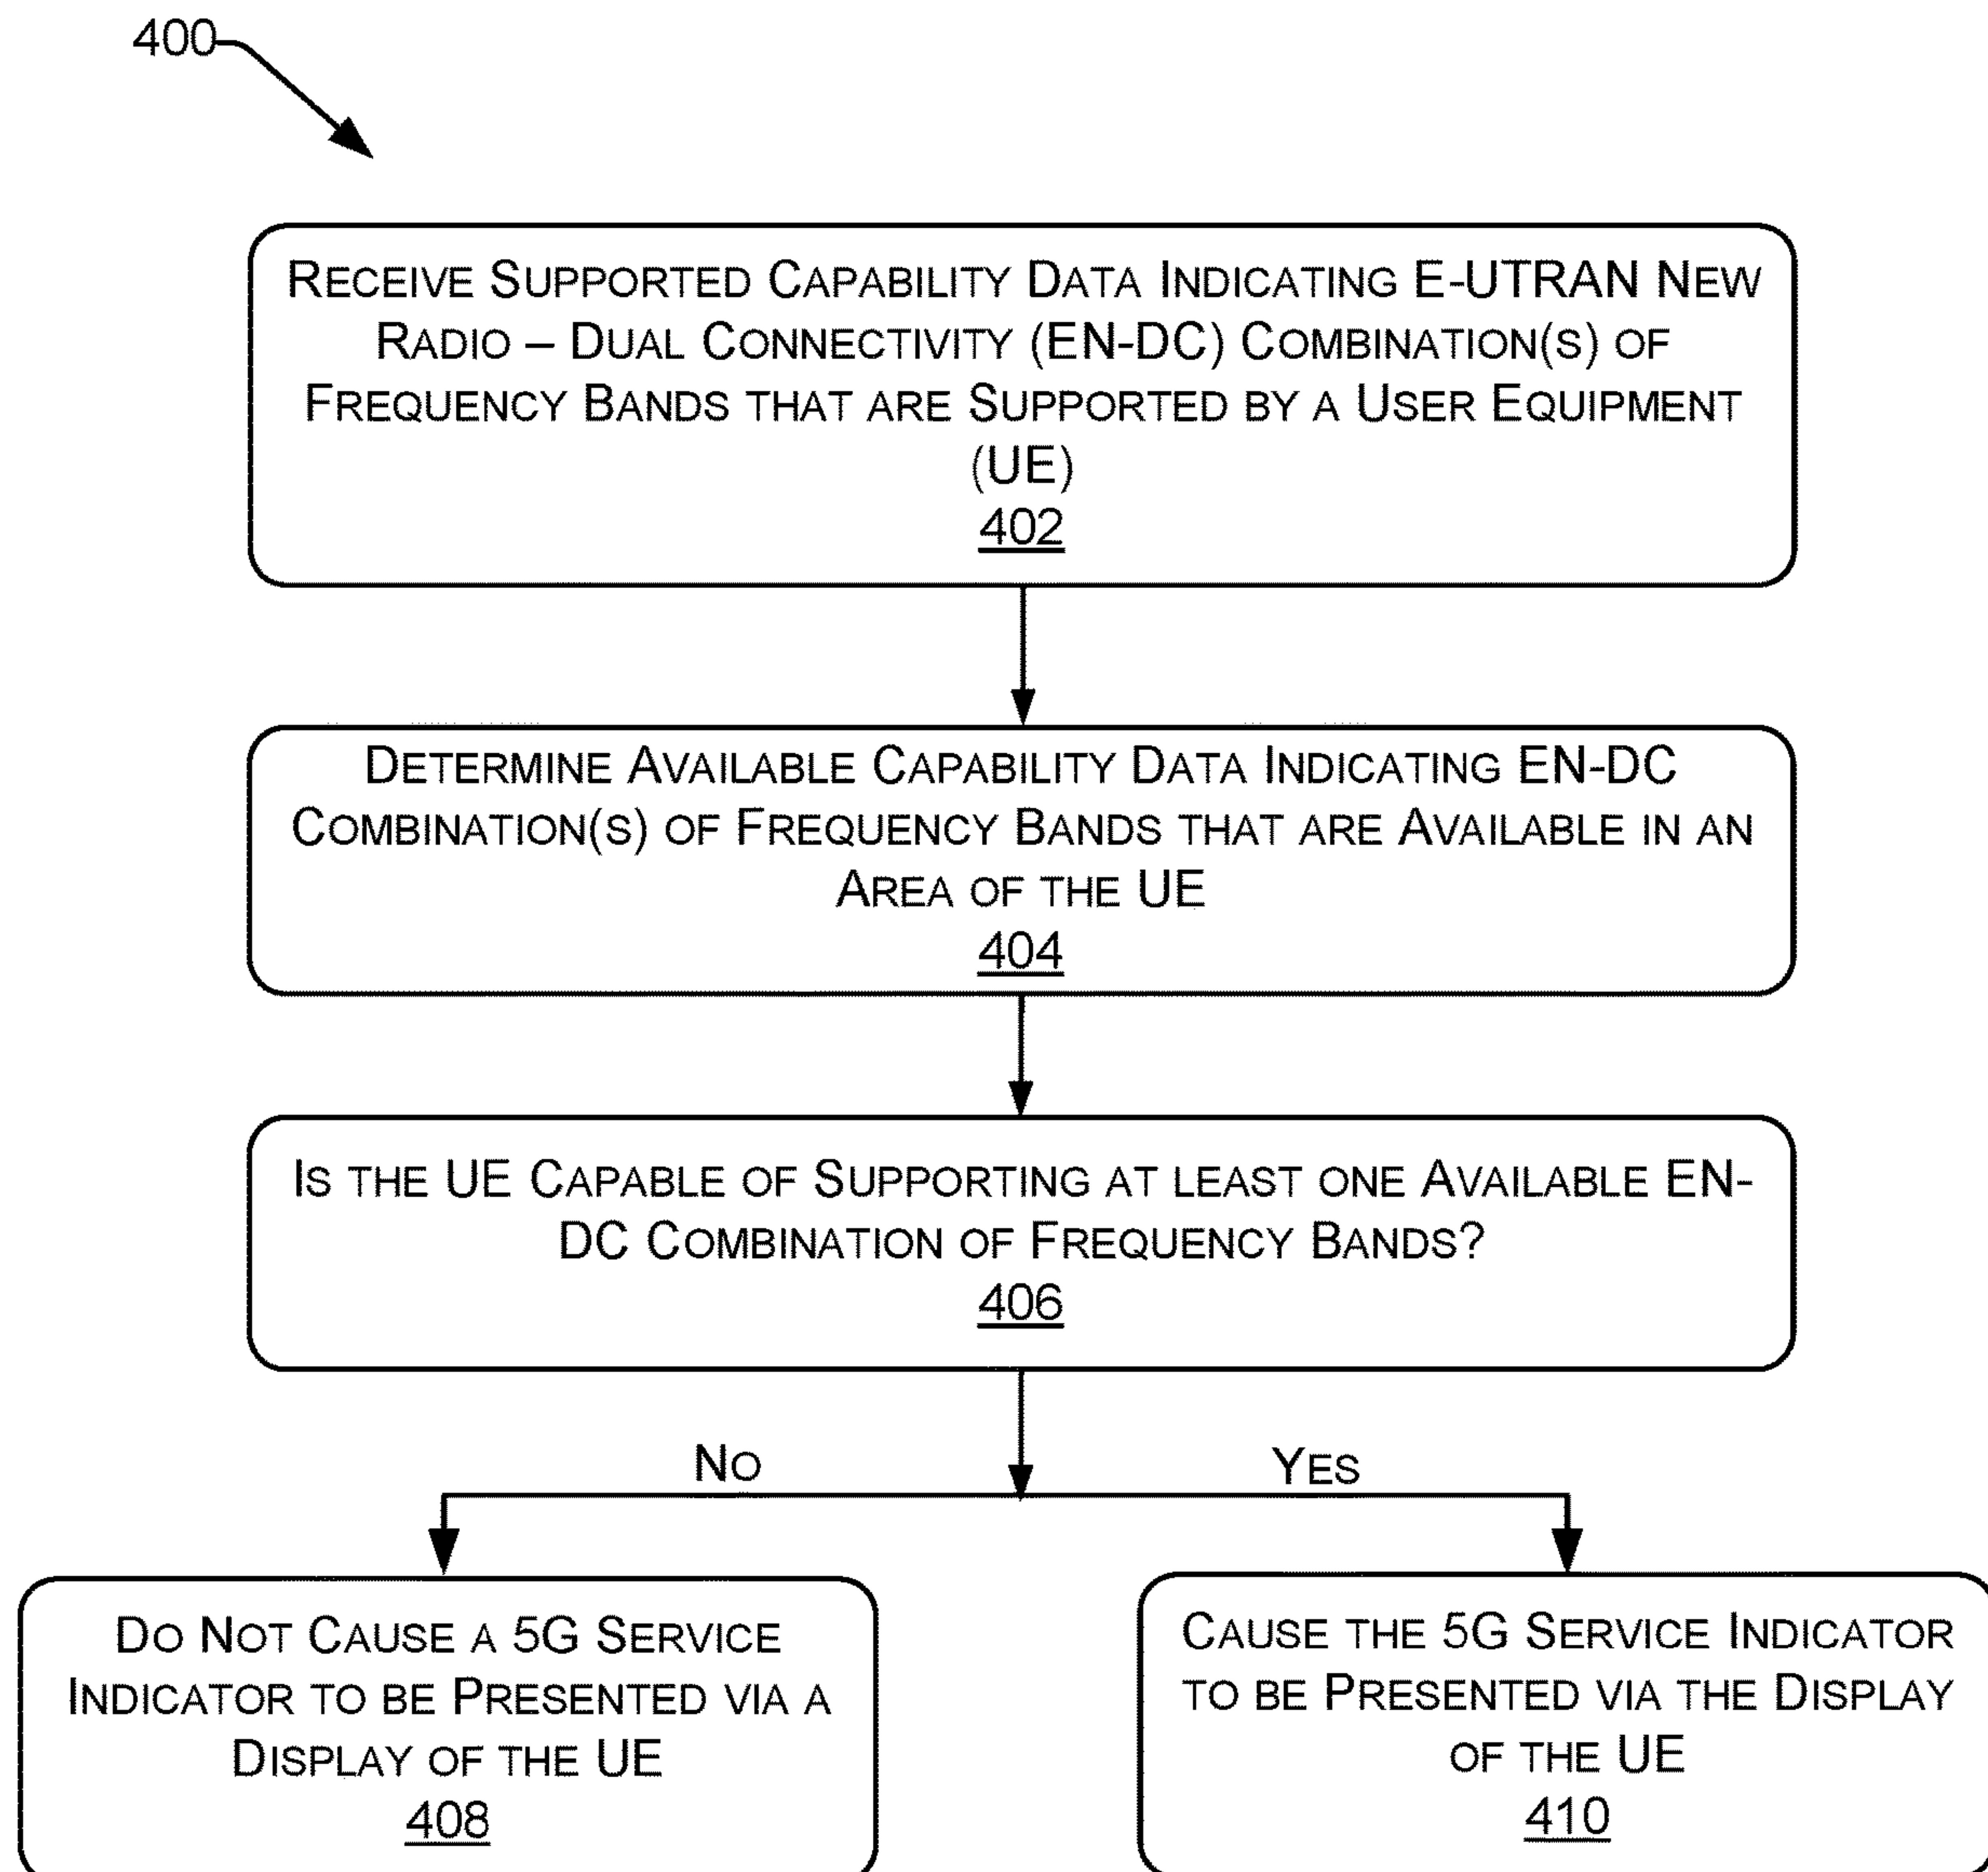 400
Receive Supported Capability Data Indicating E-UTRAN New
Radio – Dual Connectivity (EN-DC) Combination(s) of
Frequency Bands that are Supported by a User Equipment
(UE)
402
Determine Available Capability Data Indicating EN-DC
Combination(s) of Frequency Bands that are Available in an
Area of the UE
404
Is the UE Capable of Supporting at least one Available EN-
DC Combination of Frequency Bands?
406
No
Yes
Do Not Cause a 5G Service
Indicator to be Presented via a
Display of the UE
408
Cause the 5G Service Indicator
to be Presented via the Display
of the UE
410